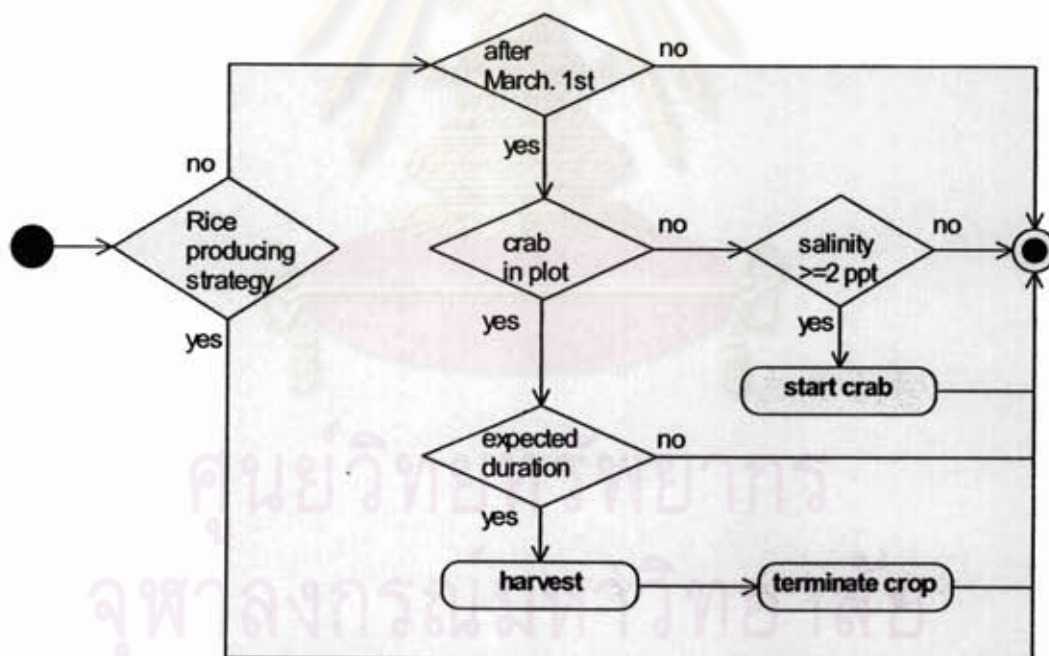 after
March. 1st
no
yes
no
Rice
producing
strategy
yes
crab
in plot
no
salinity
>=2 ppt
no
yes
yes
start crab
expected
duration
no
yes
harvest
terminate crop
ศูนย์วิทยทรัพยากร
จุฬาลงกรณ์มหาวิทยาลัย